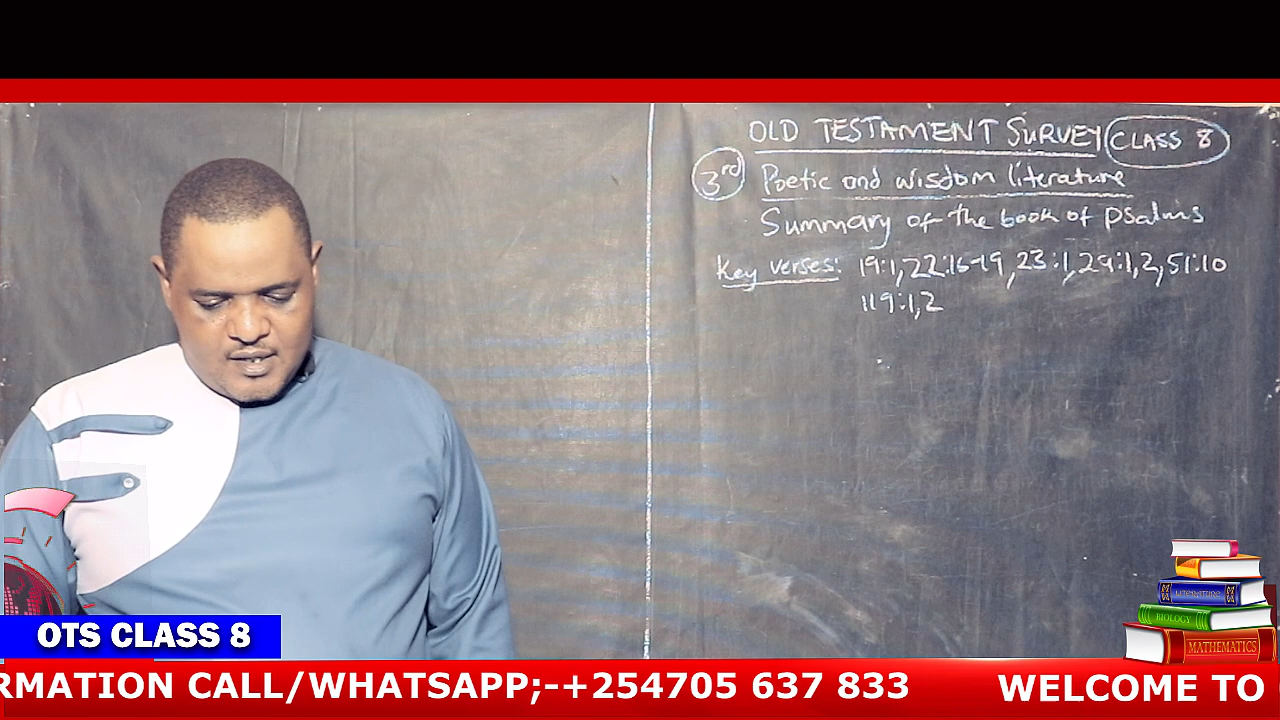 OLD TESTAMENT SURVEY CLASS 8
3rd Poetic and wisdom literature
Summary of the book of psalms
Key verses: 19:1, 22:16-19, 23:1, 29:1,2, 51:10
119:1,2
LITERATURE
BIOLOGY
MATHEMATICS
OTS CLASS 8
RMATION CALL/WHATSAPP;-+254705 637 833 WELCOME TO